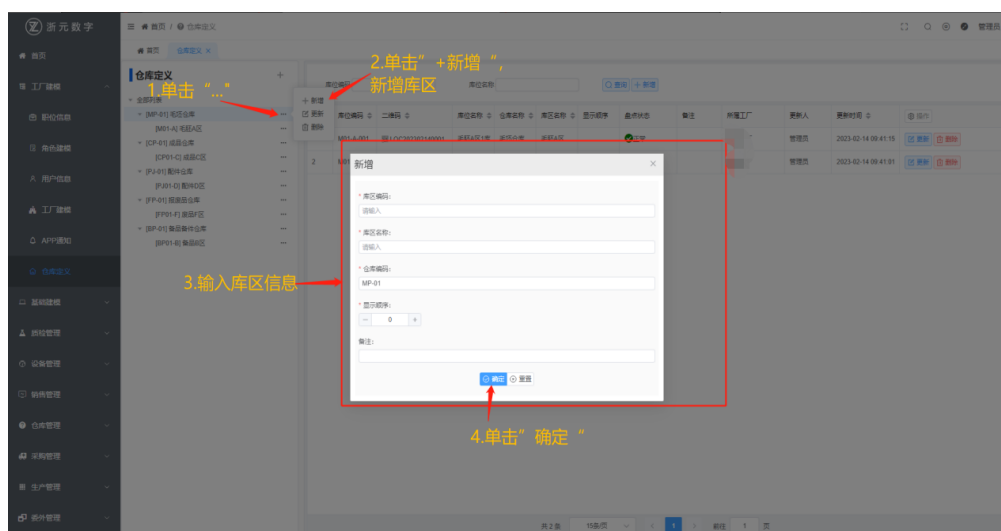 浙元数字
首页 / 仓库定义
管理员
首页
仓库定义 ×
首页
工厂建模
职位信息
角色建模
用户信息
工厂建模
APP通知
仓库定义
基础建模
质检管理
设备管理
销售管理
仓库管理
采购管理
生产管理
委外管理
仓库定义
全部列表
[MP-01] 毛坯仓库
[M01-A] 毛坯A区
[CP-01] 成品仓库
[CP01-C] 成品C区
[PJ-01] 配件仓库
[PJ01-D] 配件D区
[FP-01] 报废品仓库
[FP01-F] 废品F区
[BP-01] 备品备件仓库
[BP01-B] 备品B区
1.单击“...”
2.单击”+新增“,
新增库区
+ 新增
更新
删除
库位名称
查询 + 新增
库位编码 二维码 库位名称 仓库名称 库区名称 显示顺序 盘点状态 备注 所属工厂 更新人 更新时间 操作
管理员 2023-02-14 09:41:15 更新 删除
2 管理员 2023-02-14 09:41:01 更新 删除
新增 ×
* 库区编码:
请输入
* 库区名称:
请输入
* 仓库编码:
MP-01
* 显示顺序:
0
备注:
确定 重置
3.输入库区信息
4.单击”确定“
共 2 条 15条/页 1 前往 1 页